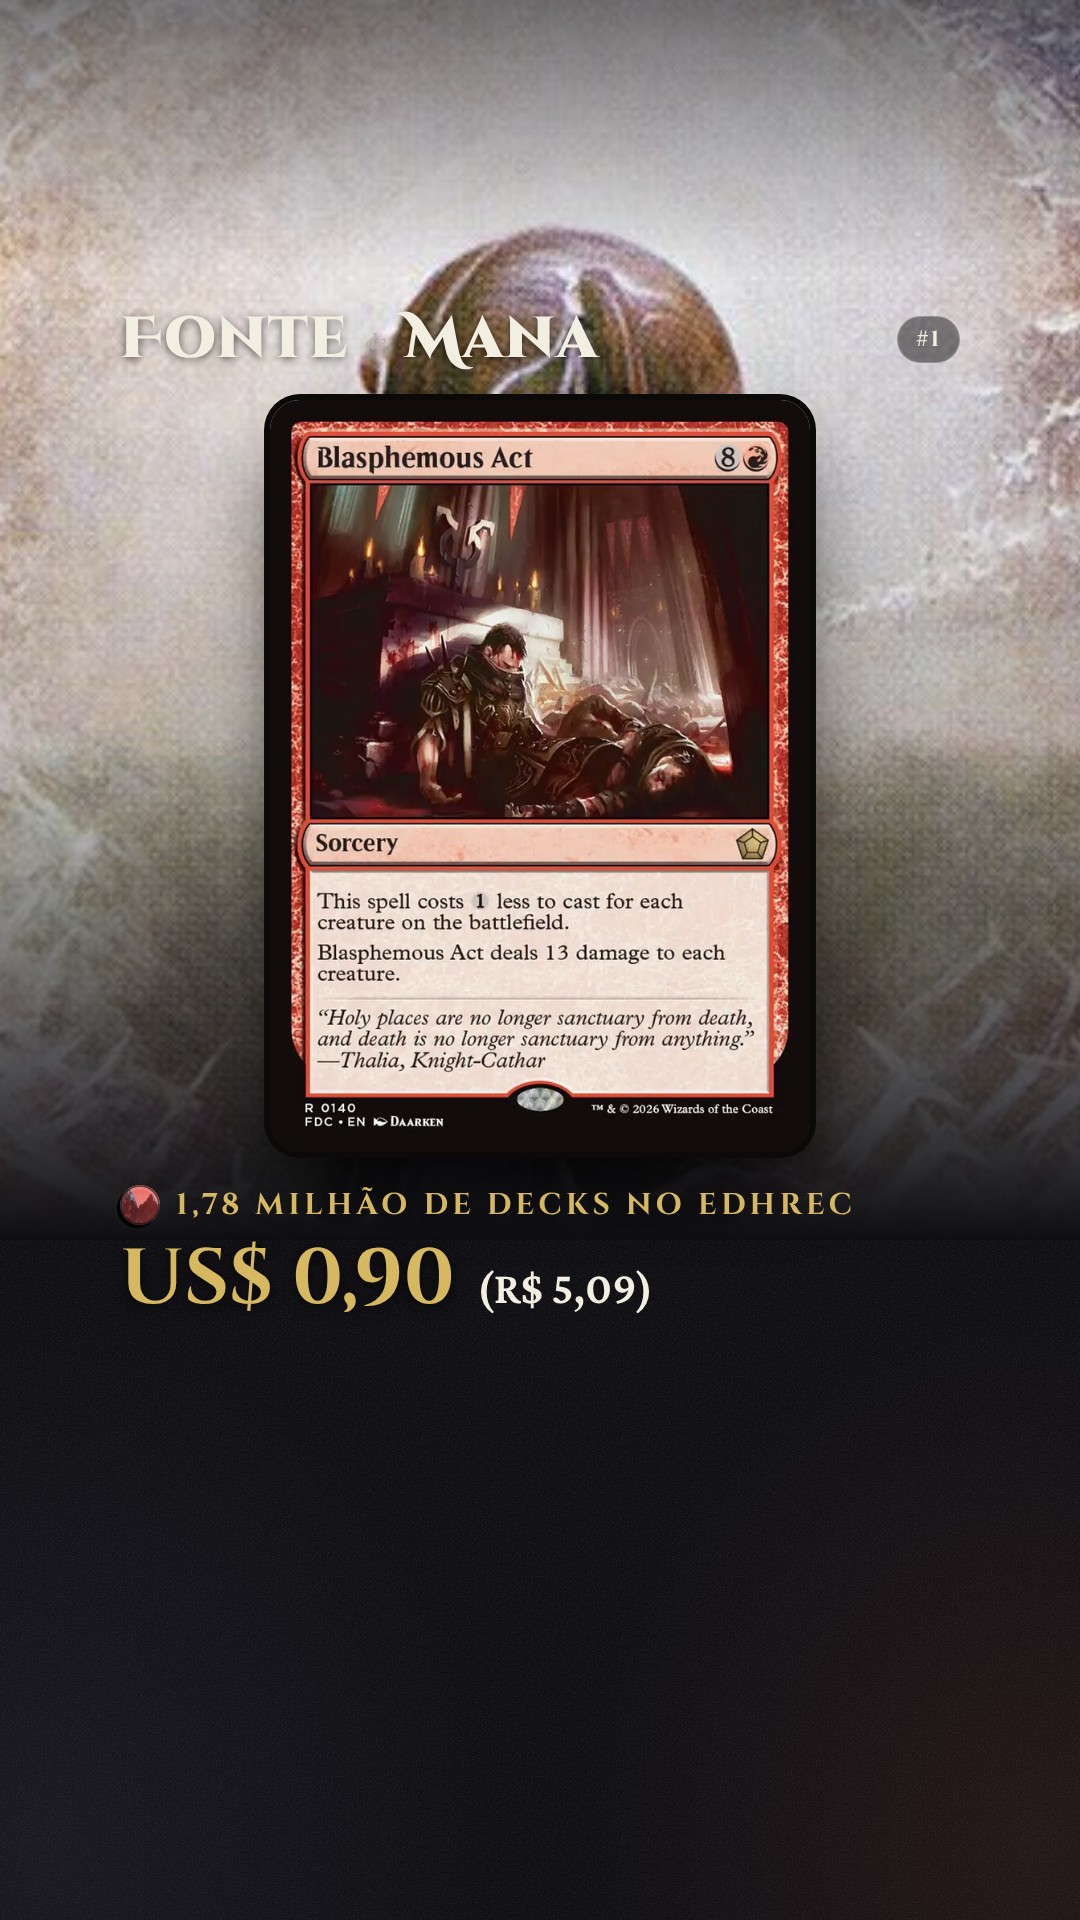 Fonte Mana
#1
Blasphemous Act
8
Sorcery
This spell costs 1 less to cast for each
creature on the battlefield.
Blasphemous Act deals 13 damage to each
creature.
“Holy places are no longer sanctuary from death,
and death is no longer sanctuary from anything.”
—Thalia, Knight-Cathar
R 0140
FDC • EN Daarken
™ & © 2026 Wizards of the Coast
1,78 MILHÃO DE DECKS NO EDHREC
US$ 0,90 (R$ 5,09)